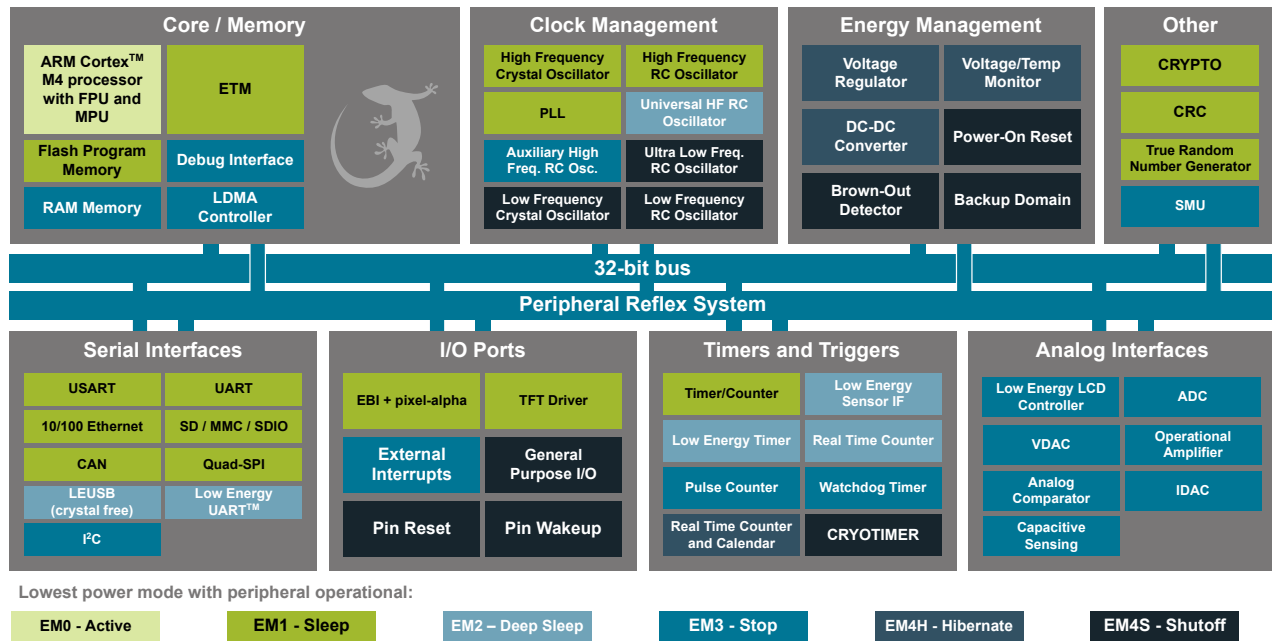 Core / Memory
ARM Cortex™
M4 processor
with FPU and
MPU
ETM
Flash Program
Memory
Debug Interface
RAM Memory
LDMA
Controller
Clock Management
High Frequency
Crystal Oscillator
High Frequency
RC Oscillator
PLL
Universal HF RC
Oscillator
Auxiliary High
Freq. RC Osc.
Ultra Low Freq.
RC Oscillator
Low Frequency
Crystal Oscillator
Low Frequency
RC Oscillator
Energy Management
Voltage
Regulator
Voltage/Temp
Monitor
DC-DC
Converter
Power-On Reset
Brown-Out
Detector
Backup Domain
Other
CRYPTO
CRC
True Random
Number Generator
SMU
32-bit bus
Peripheral Reflex System
Serial Interfaces
USART
UART
10/100 Ethernet
SD / MMC / SDIO
CAN
Quad-SPI
LEUSB
(crystal free)
Low Energy
UART™
I²C
I/O Ports
EBI + pixel-alpha
TFT Driver
External
Interrupts
General
Purpose I/O
Pin Reset
Pin Wakeup
Timers and Triggers
Timer/Counter
Low Energy
Sensor IF
Low Energy Timer
Real Time Counter
Pulse Counter
Watchdog Timer
Real Time Counter
and Calendar
CRYOTIMER
Analog Interfaces
Low Energy LCD
Controller
ADC
VDAC
Operational
Amplifier
Analog
Comparator
IDAC
Capacitive
Sensing
Lowest power mode with peripheral operational:
EM0 - Active
EM1 - Sleep
EM2 – Deep Sleep
EM3 - Stop
EM4H - Hibernate
EM4S - Shutoff